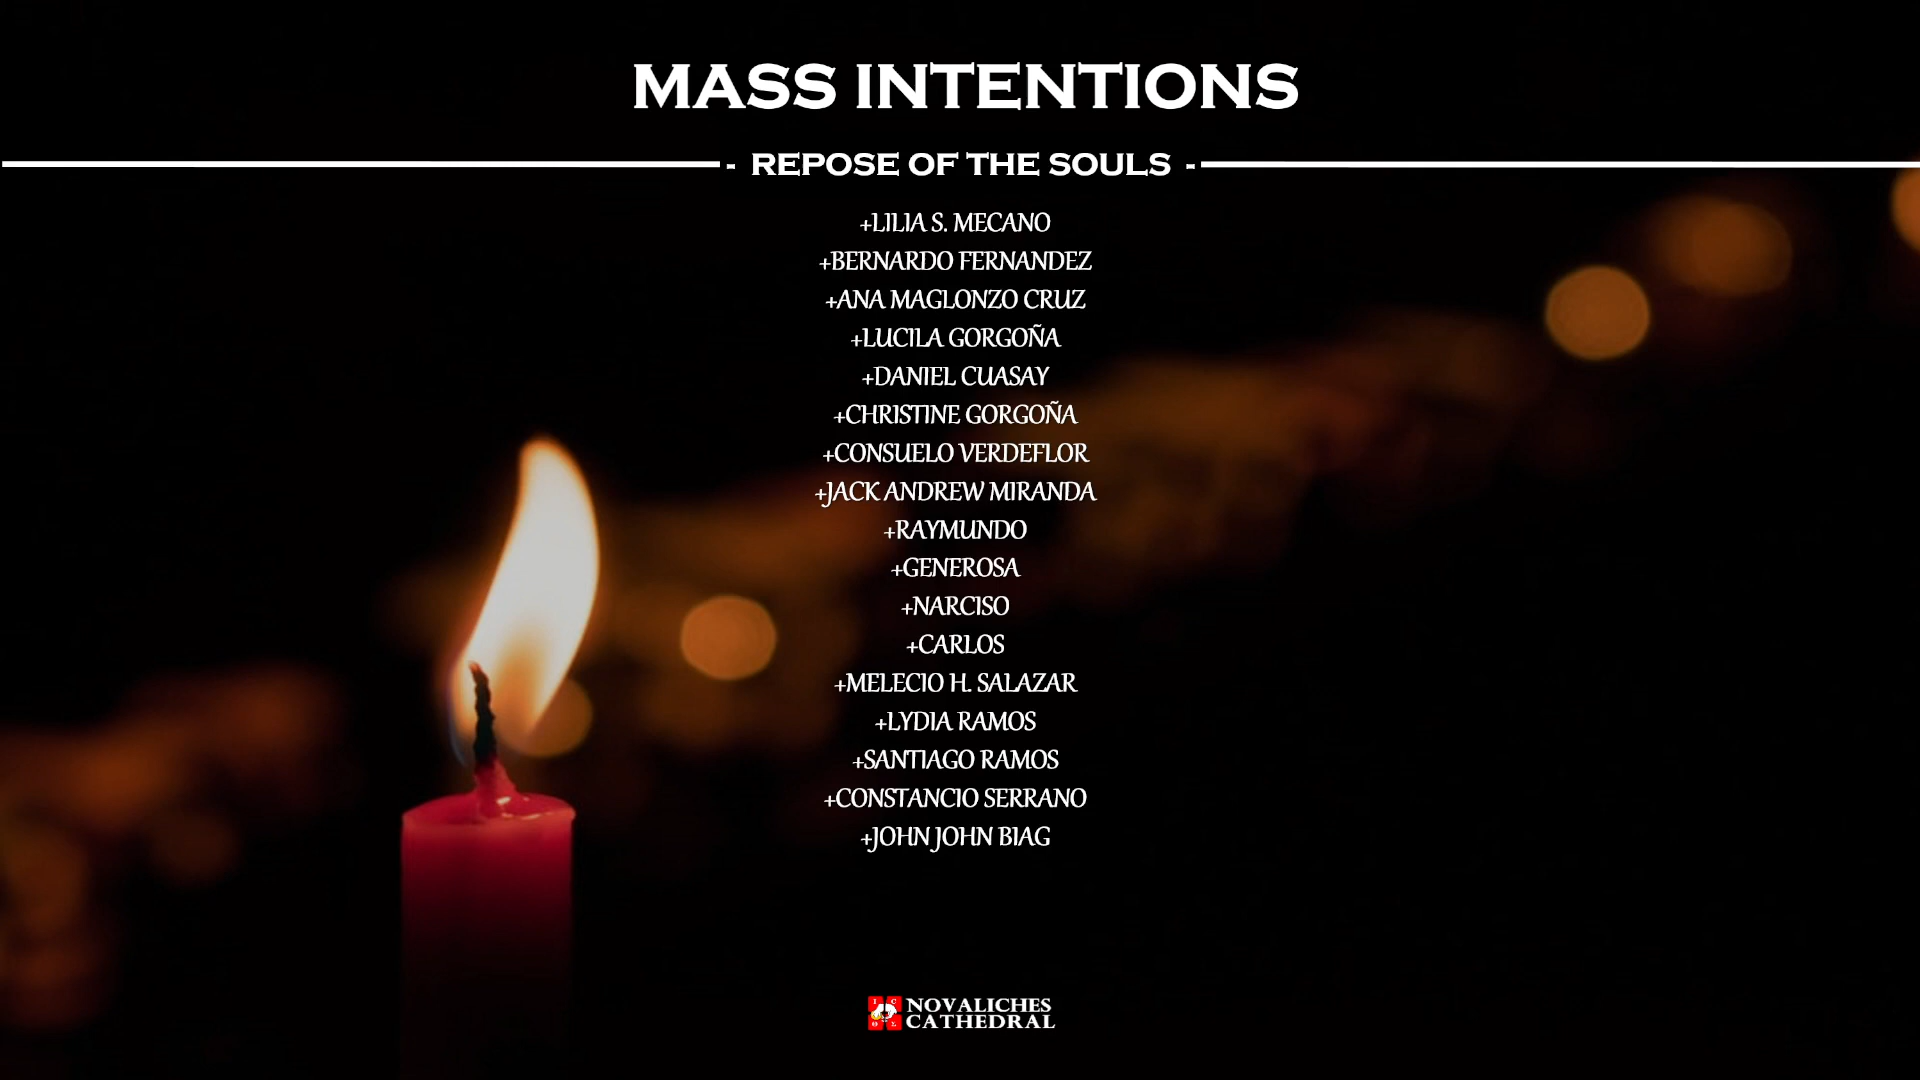 MASS INTENTIONS
- REPOSE OF THE SOULS -
+LILIA S. MECANO
+BERNARDO FERNANDEZ
+ANA MAGLONZO CRUZ
+LUCILA GORGOÑA
+DANIEL CUASAY
+CHRISTINE GORGOÑA
+CONSUELO VERDEFLOR
+JACK ANDREW MIRANDA
+RAYMUNDO
+GENEROSA
+NARCISO
+CARLOS
+MELECIO H. SALAZAR
+LYDIA RAMOS
+SANTIAGO RAMOS
+CONSTANCIO SERRANO
+JOHN JOHN BIAG
NOVALICHES
CATHEDRAL